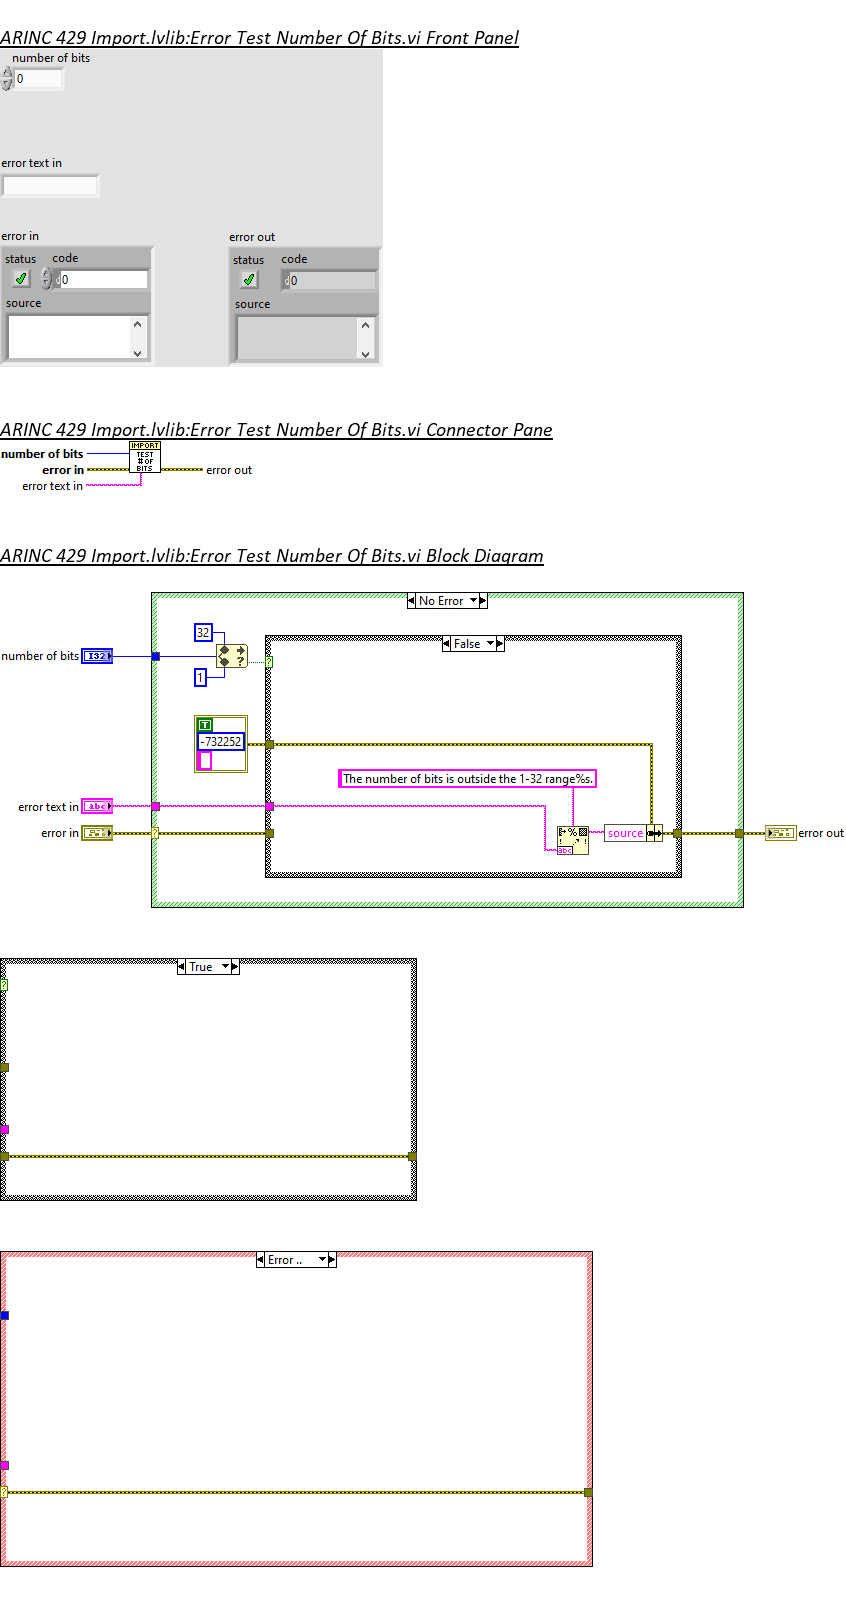 ARINC 429 Import.lvlib:Error Test Number Of Bits.vi Front Panel
number of bits
0
error text in
error in
error out
status code
status code
0
d 0
source
source
ARINC 429 Import.lvlib:Error Test Number Of Bits.vi Connector Pane
IMPORT
TEST
# OF
BITS
number of bits
error in
error out
error text in
ARINC 429 Import.lvlib:Error Test Number Of Bits.vi Block Diagram
No Error
32
False
number of bits
I32
?
?
1
T
-732252
The number of bits is outside the 1-32 range%s.
error text in
abc
%
source
abc
error in
?
error out
True
?
Error ..
?